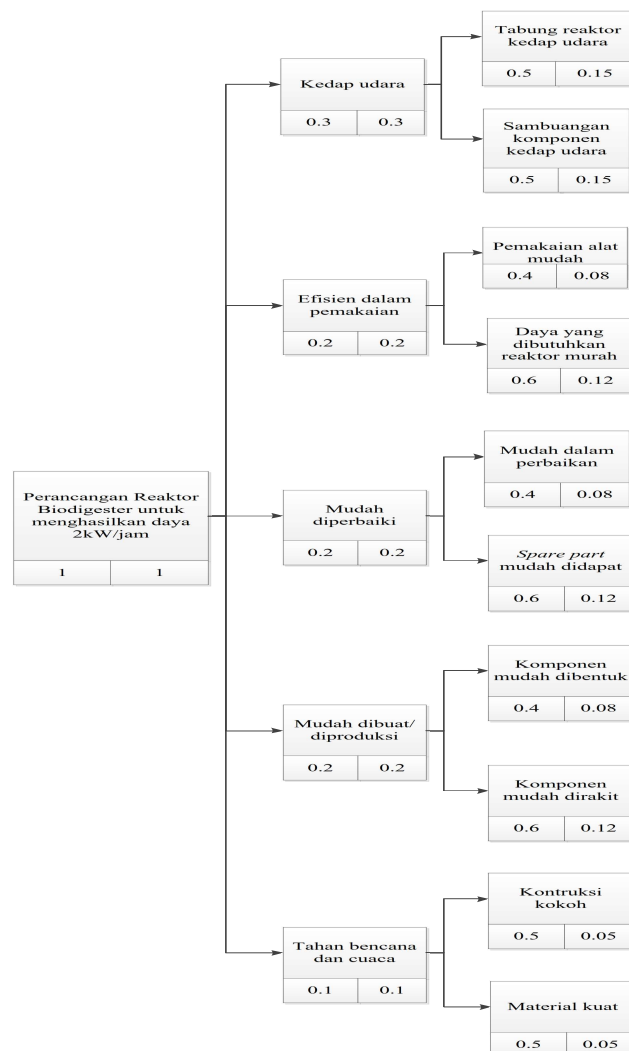 Tabung reaktor
kedap udara
0.5 0.15
Kedap udara
0.3 0.3
Sambuangan
komponen
kedap udara
0.5 0.15
Pemakaian alat
mudah
0.4 0.08
Efisien dalam
pemakaian
0.2 0.2
Daya yang
dibutuhkan
reaktor murah
0.6 0.12
Mudah dalam
perbaikan
0.4 0.08
Perancangan Reaktor
Biodigester untuk
menghasilkan daya
2kW/jam
1 1
Mudah
diperbaiki
0.2 0.2
Spare part
mudah didapat
0.6 0.12
Komponen
mudah dibentuk
0.4 0.08
Mudah dibuat/
diproduksi
0.2 0.2
Komponen
mudah dirakit
0.6 0.12
Kontruksi
kokoh
0.5 0.05
Tahan bencana
dan cuaca
0.1 0.1
Material kuat
0.5 0.05